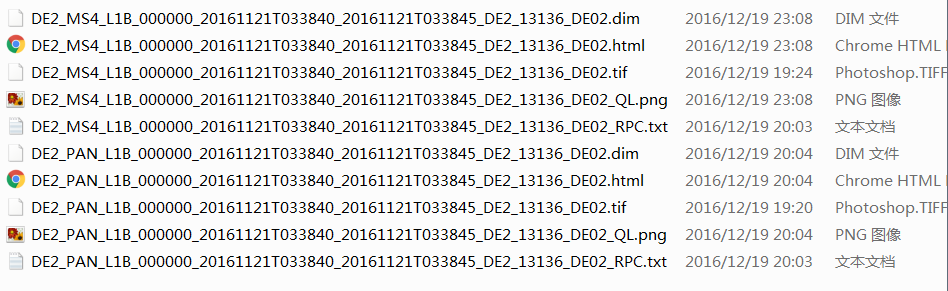 DE2_MS4_L1B_000000_20161121T033840_20161121T033845_DE2_13136_DE02.dim 2016/12/19 23:08 DIM 文件
DE2_MS4_L1B_000000_20161121T033840_20161121T033845_DE2_13136_DE02.html 2016/12/19 23:08 Chrome HTML
DE2_MS4_L1B_000000_20161121T033840_20161121T033845_DE2_13136_DE02.tif 2016/12/19 19:24 Photoshop.TIFF
DE2_MS4_L1B_000000_20161121T033840_20161121T033845_DE2_13136_DE02_QL.png 2016/12/19 23:08 PNG 图像
DE2_MS4_L1B_000000_20161121T033840_20161121T033845_DE2_13136_DE02_RPC.txt 2016/12/19 20:03 文本文档
DE2_PAN_L1B_000000_20161121T033840_20161121T033845_DE2_13136_DE02.dim 2016/12/19 20:04 DIM 文件
DE2_PAN_L1B_000000_20161121T033840_20161121T033845_DE2_13136_DE02.html 2016/12/19 20:04 Chrome HTML
DE2_PAN_L1B_000000_20161121T033840_20161121T033845_DE2_13136_DE02.tif 2016/12/19 19:20 Photoshop.TIFF
DE2_PAN_L1B_000000_20161121T033840_20161121T033845_DE2_13136_DE02_QL.png 2016/12/19 20:04 PNG 图像
DE2_PAN_L1B_000000_20161121T033840_20161121T033845_DE2_13136_DE02_RPC.txt 2016/12/19 20:03 文本文档